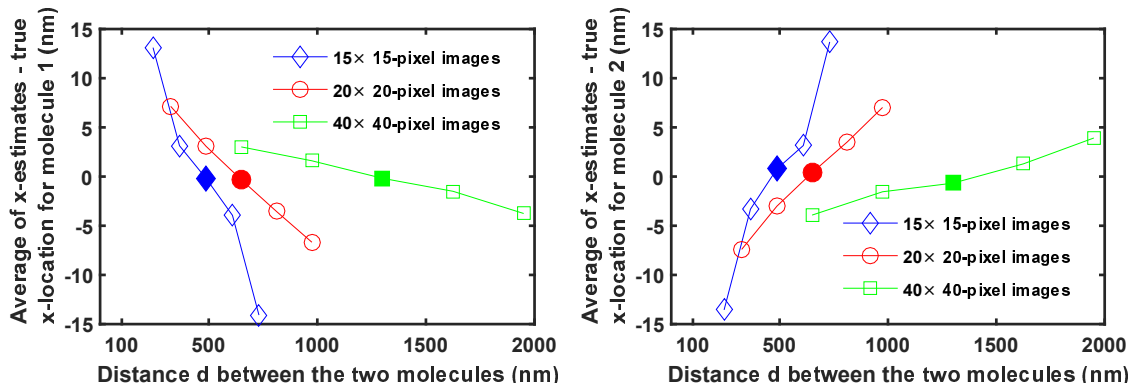 Average of x-estimates - true
x-location for molecule 1 (nm)
15
10
5
0
-5
-10
-15
15× 15-pixel images
20× 20-pixel images
40× 40-pixel images
100 500 1000 1500 2000
Distance d between the two molecules (nm)
Average of x-estimates - true
x-location for molecule 2 (nm)
15
10
5
0
-5
-10
-15
15× 15-pixel images
20× 20-pixel images
40× 40-pixel images
100 500 1000 1500 2000
Distance d between the two molecules (nm)